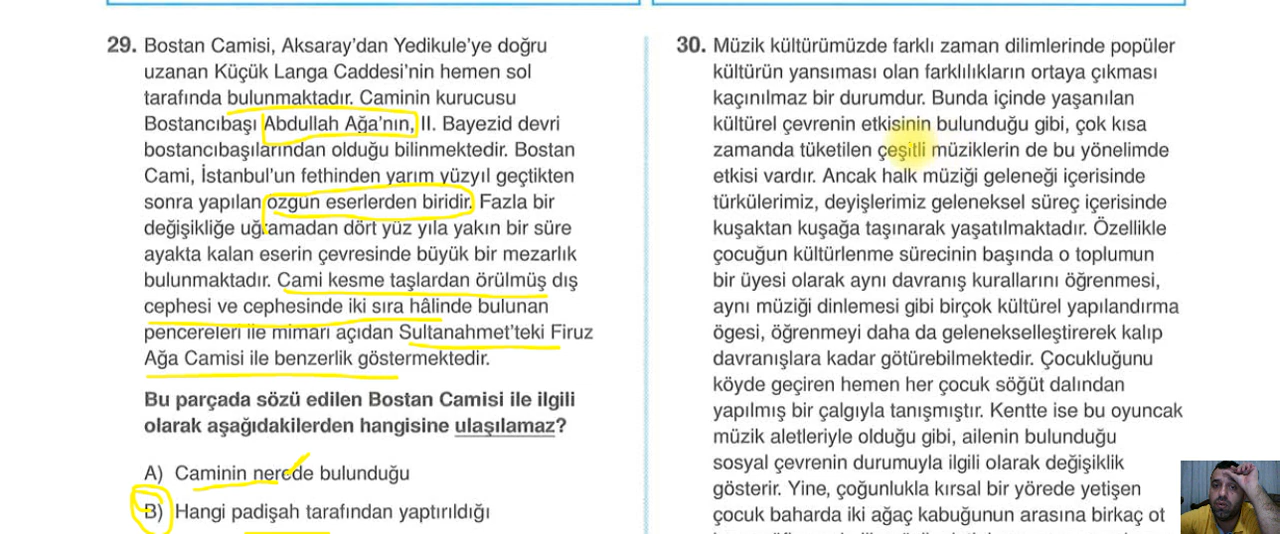 29. Bostan Camisi, Aksaray’dan Yedikule’ye doğru
uzanan Küçük Langa Caddesi’nin hemen sol
tarafında bulunmaktadır. Caminin kurucusu
Bostancıbaşı Abdullah Ağa’nın, II. Bayezid devri
bostancıbaşılarından olduğu bilinmektedir. Bostan
Cami, İstanbul’un fethinden yarım yüzyıl geçtikten
sonra yapılan özgün eserlerden biridir. Fazla bir
değişikliğe uğramadan dört yüz yıla yakın bir süre
ayakta kalan eserin çevresinde büyük bir mezarlık
bulunmaktadır. Cami kesme taşlardan örülmüş dış
cephesi ve cephesinde iki sıra hâlinde bulunan
pencereleri ile mimari açıdan Sultanahmet’teki Firuz
Ağa Camisi ile benzerlik göstermektedir.
Bu parçada sözü edilen Bostan Camisi ile ilgili
olarak aşağıdakilerden hangisine ulaşılamaz?
A) Caminin nerede bulunduğu
B) Hangi padişah tarafından yaptırıldığı
30. Müzik kültürümüzde farklı zaman dilimlerinde popüler
kültürün yansıması olan farklılıkların ortaya çıkması
kaçınılmaz bir durumdur. Bunda içinde yaşanılan
kültürel çevrenin etkisinin bulunduğu gibi, çok kısa
zamanda tüketilen çeşitli müziklerin de bu yönelimde
etkisi vardır. Ancak halk müziği geleneği içerisinde
türkülerimiz, deyişlerimiz geleneksel süreç içerisinde
kuşaktan kuşağa taşınarak yaşatılmaktadır. Özellikle
çocuğun kültürlenme sürecinin başında o toplumun
bir üyesi olarak aynı davranış kurallarını öğrenmesi,
aynı müziği dinlemesi gibi birçok kültürel yapılandırma
ögesi, öğrenmeyi daha da gelenekselleştirerek kalıp
davranışlara kadar götürebilmektedir. Çocukluğunu
köyde geçiren hemen her çocuk söğüt dalından
yapılmış bir çalgıyla tanışmıştır. Kentte ise bu oyuncak
müzik aletleriyle olduğu gibi, ailenin bulunduğu
sosyal çevrenin durumuyla ilgili olarak değişiklik
gösterir. Yine, çoğunlukla kırsal bir yörede yetişen
çocuk baharda iki ağaç kabuğunun arasına birkaç ot